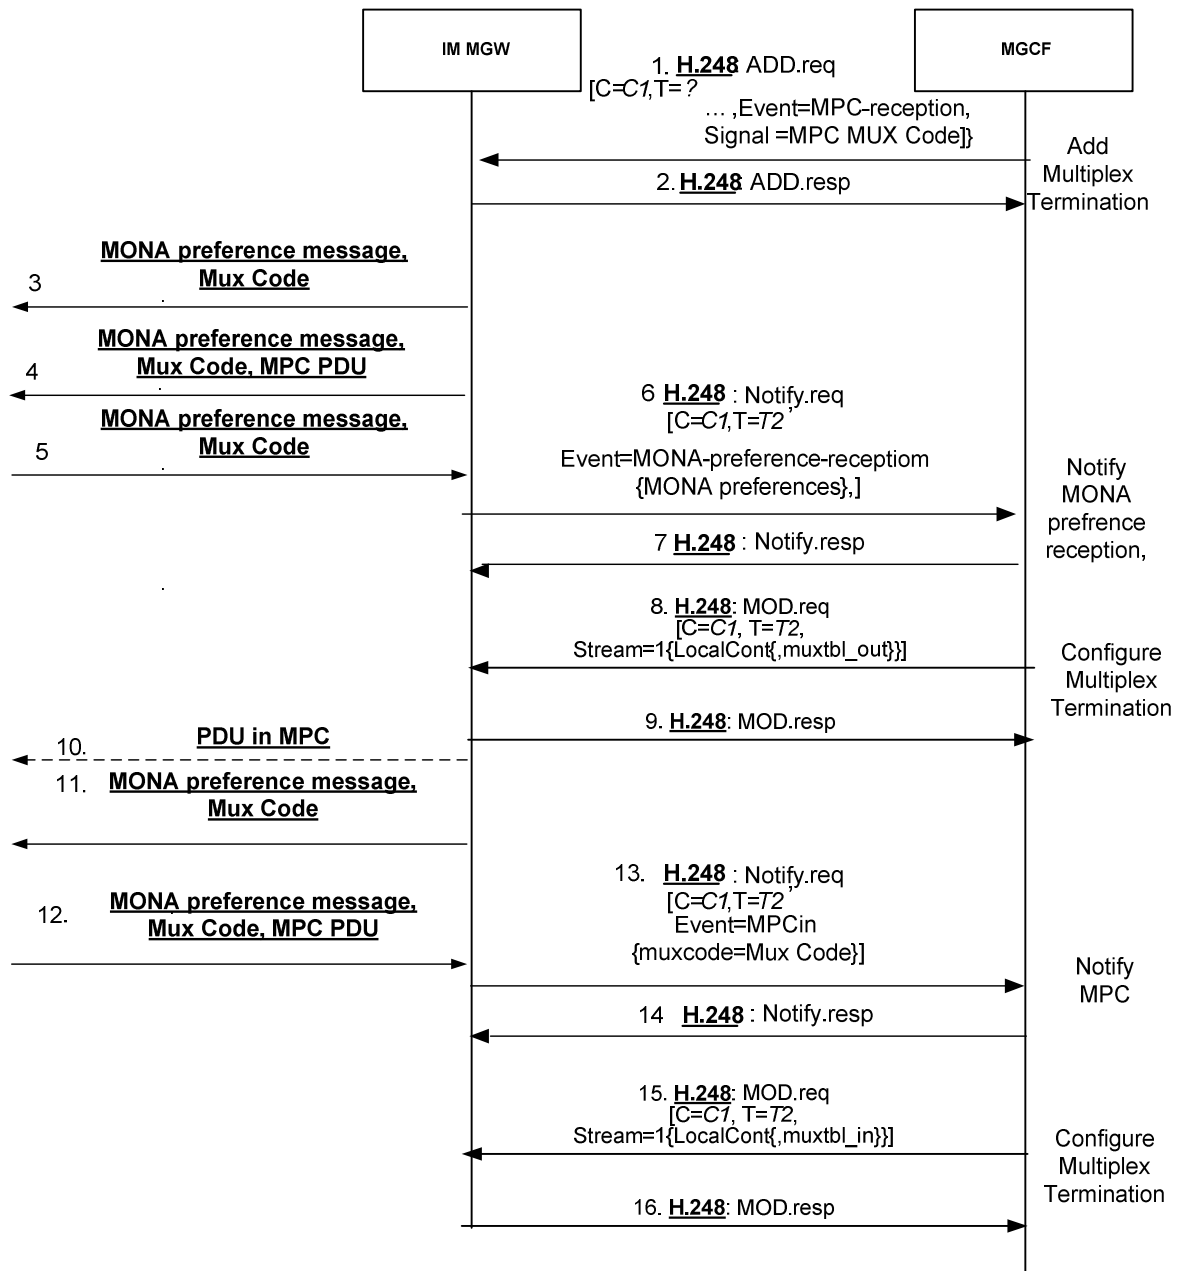 IM MGW
MGCF
1. H.248: ADD.req
[C=C1,T=?
... ,Event=MPC-reception,
Signal =MPC MUX Code]}
Add
Multiplex
Termination
2. H.248: ADD.resp
MONA preference message,
Mux Code
3
MONA preference message,
Mux Code, MPC PDU
4
MONA preference message,
Mux Code
5
6 H.248 : Notify.req
[C=C1,T=T2,
Event=MONA-preference-receptiom
{MONA preferences},]
Notify
MONA
prefrence
reception,
7 H.248 : Notify.resp
8. H.248: MOD.req
[C=C1, T=T2,
Stream=1{LocalCont{,muxtbl_out}}]
Configure
Multiplex
Termination
9. H.248: MOD.resp
10. PDU in MPC
11. MONA preference message,
Mux Code
12. MONA preference message,
Mux Code, MPC PDU
13. H.248 : Notify.req
[C=C1,T=T2,
Event=MPCin
{muxcode=Mux Code}]
Notify
MPC
14 H.248 : Notify.resp
15. H.248: MOD.req
[C=C1, T=T2,
Stream=1{LocalCont{,muxtbl_in}}]
Configure
Multiplex
Termination
16. H.248: MOD.resp